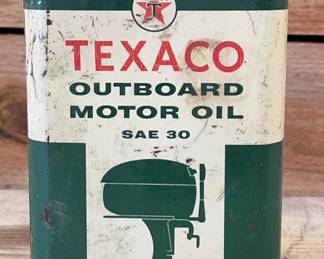 T
TEXACO
OUTBOARD
MOTOR OIL
SAE 30